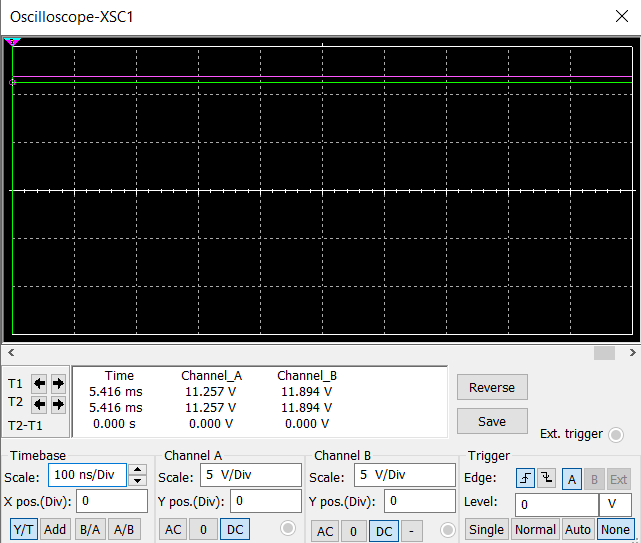 Oscilloscope-XSC1
Time Channel_A Channel_B
T1 5.416 ms 11.257 V 11.894 V
T2 5.416 ms 11.257 V 11.894 V
T2-T1 0.000 s 0.000 V 0.000 V
Reverse
Save
Ext. trigger
Timebase
Scale: 100 ns/Div
X pos.(Div): 0
Y/T Add B/A A/B
Channel A
Scale: 5 V/Div
Y pos.(Div): 0
AC 0 DC
Channel B
Scale: 5 V/Div
Y pos.(Div): 0
AC 0 DC -
Trigger
Edge: A B Ext
Level: 0 V
Single Normal Auto None